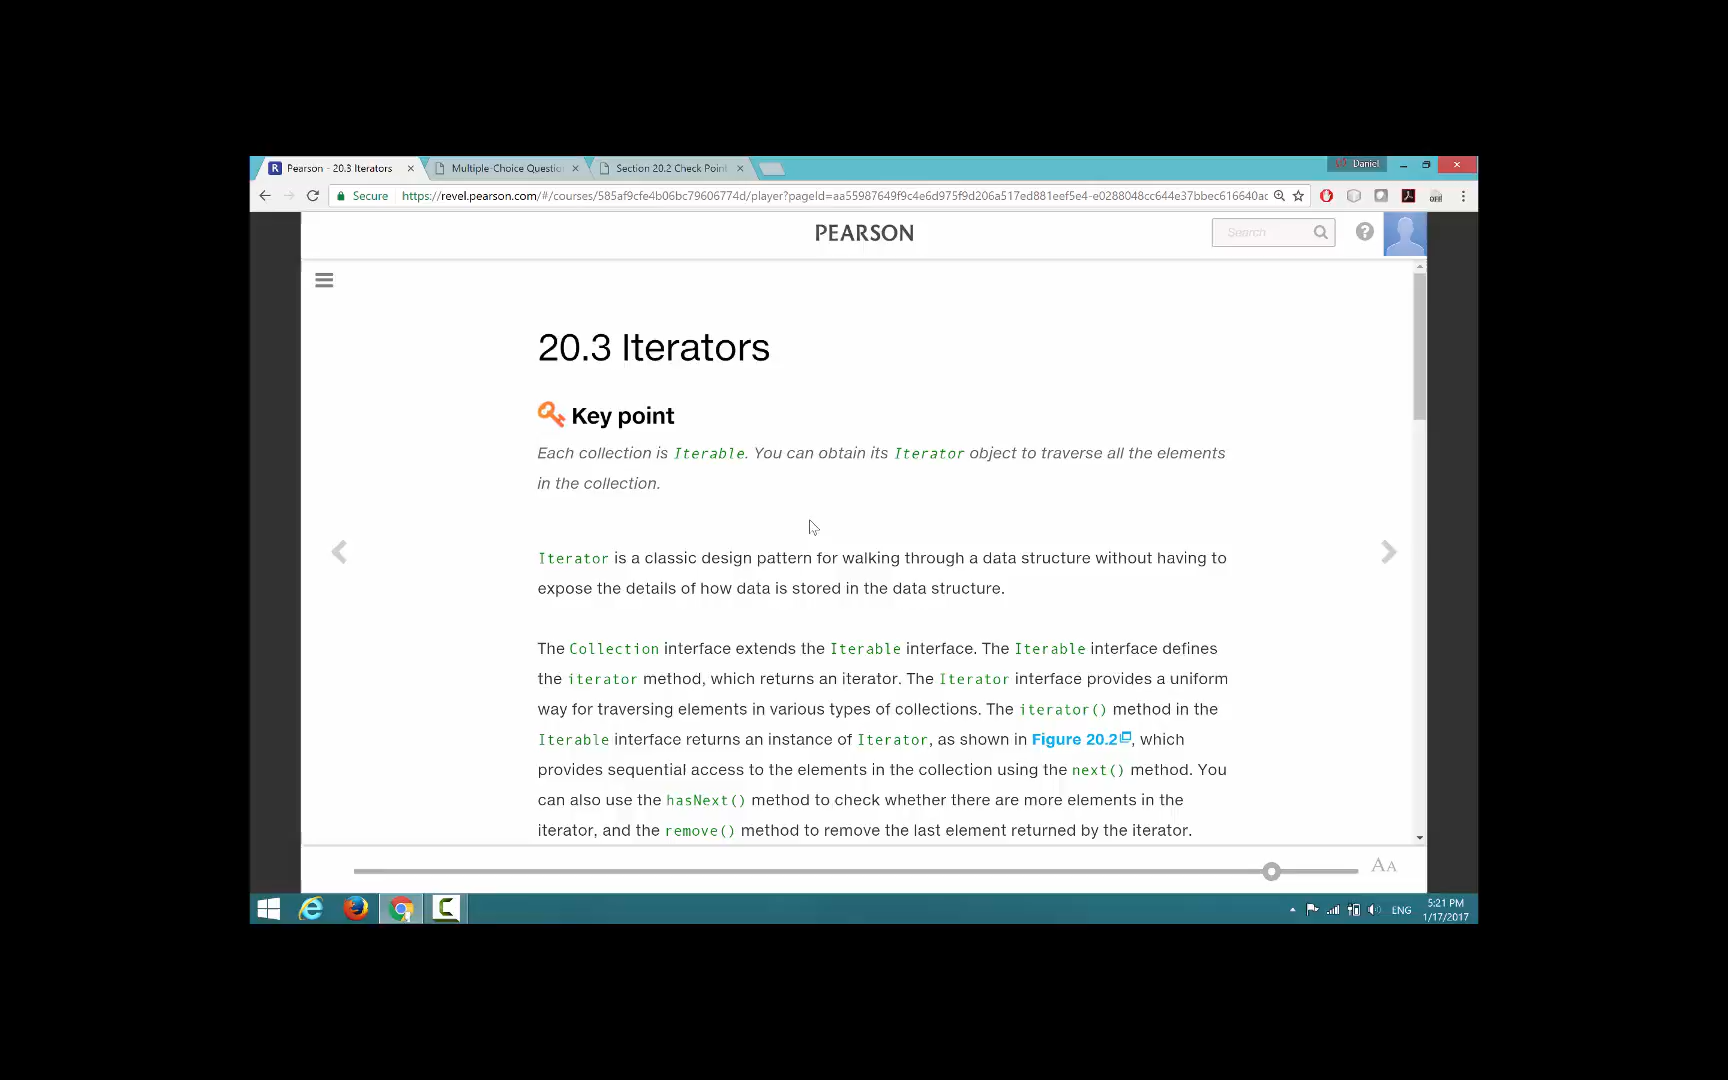 Pearson - 20.3 Iterators
Multiple-Choice Questio
Section 20.2 Check Point
Daniel
Secure
https://revel.pearson.com/#/courses/585af9cfe4b06bc79606774d/player?pageId=aa55987649f9c4e6d975f9d206a517ed881eef5e4-e0288048cc644e37bbec616640ac
PEARSON
Search
20.3 Iterators
Key point
Each collection is Iterable. You can obtain its Iterator object to traverse all the elements
in the collection.
Iterator is a classic design pattern for walking through a data structure without having to
expose the details of how data is stored in the data structure.
The Collection interface extends the Iterable interface. The Iterable interface defines
the iterator method, which returns an iterator. The Iterator interface provides a uniform
way for traversing elements in various types of collections. The iterator() method in the
Iterable interface returns an instance of Iterator, as shown in Figure 20.2, which
provides sequential access to the elements in the collection using the next() method. You
can also use the hasNext() method to check whether there are more elements in the
iterator, and the remove() method to remove the last element returned by the iterator.
AA
ENG
5:21 PM
1/17/2017